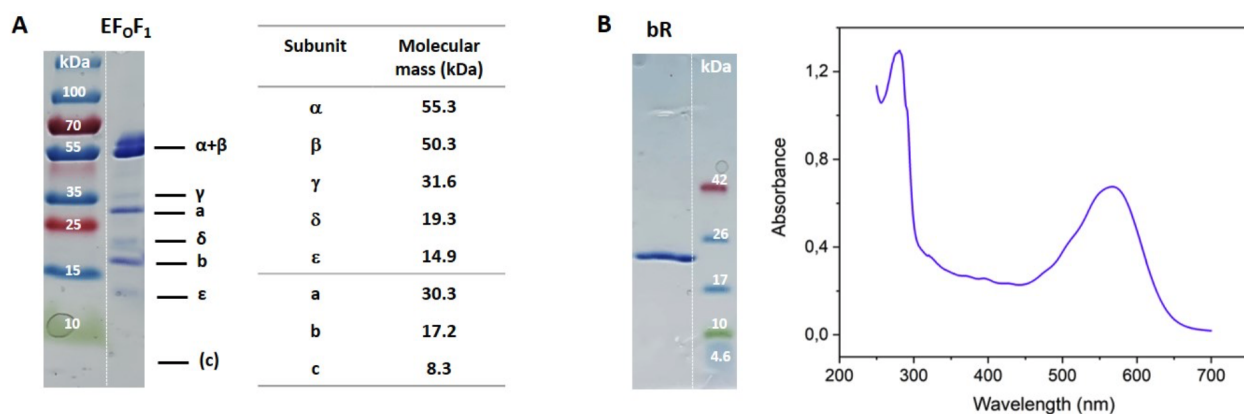 A
EFOF1
kDa
100
70
55
35
25
15
10
α+β
γ
a
δ
b
ε
(c)
Subunit Molecular mass (kDa)
α 55.3
β 50.3
γ 31.6
δ 19.3
ε 14.9
a 30.3
b 17.2
c 8.3
B
bR
kDa
42
26
17
10
4.6
Absorbance
1,2
0,8
0,4
0,0
200 300 400 500 600 700
Wavelength (nm)